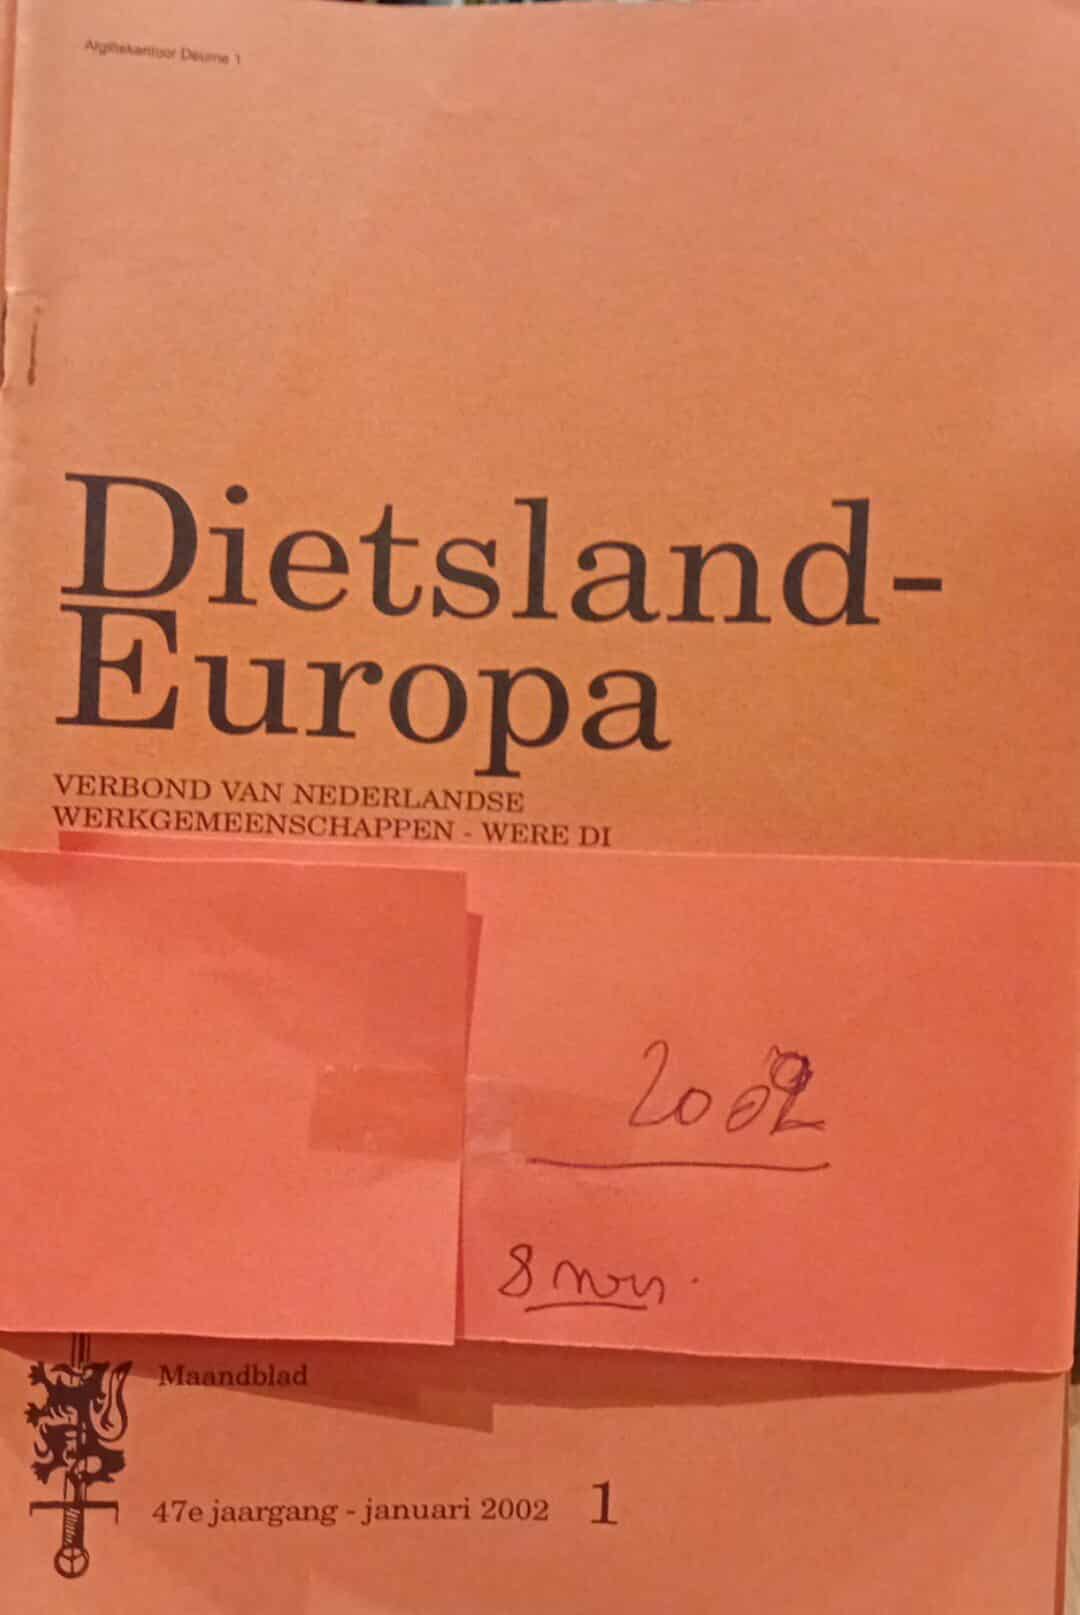 Afgiftekantoor Deurne 1
Dietsland-
Europa
VERBOND VAN NEDERLANDSE
WERKGEMEENSCHAPPEN - WERE DI
2002
8 nrs.
Maandblad
47e jaargang - januari 2002 1